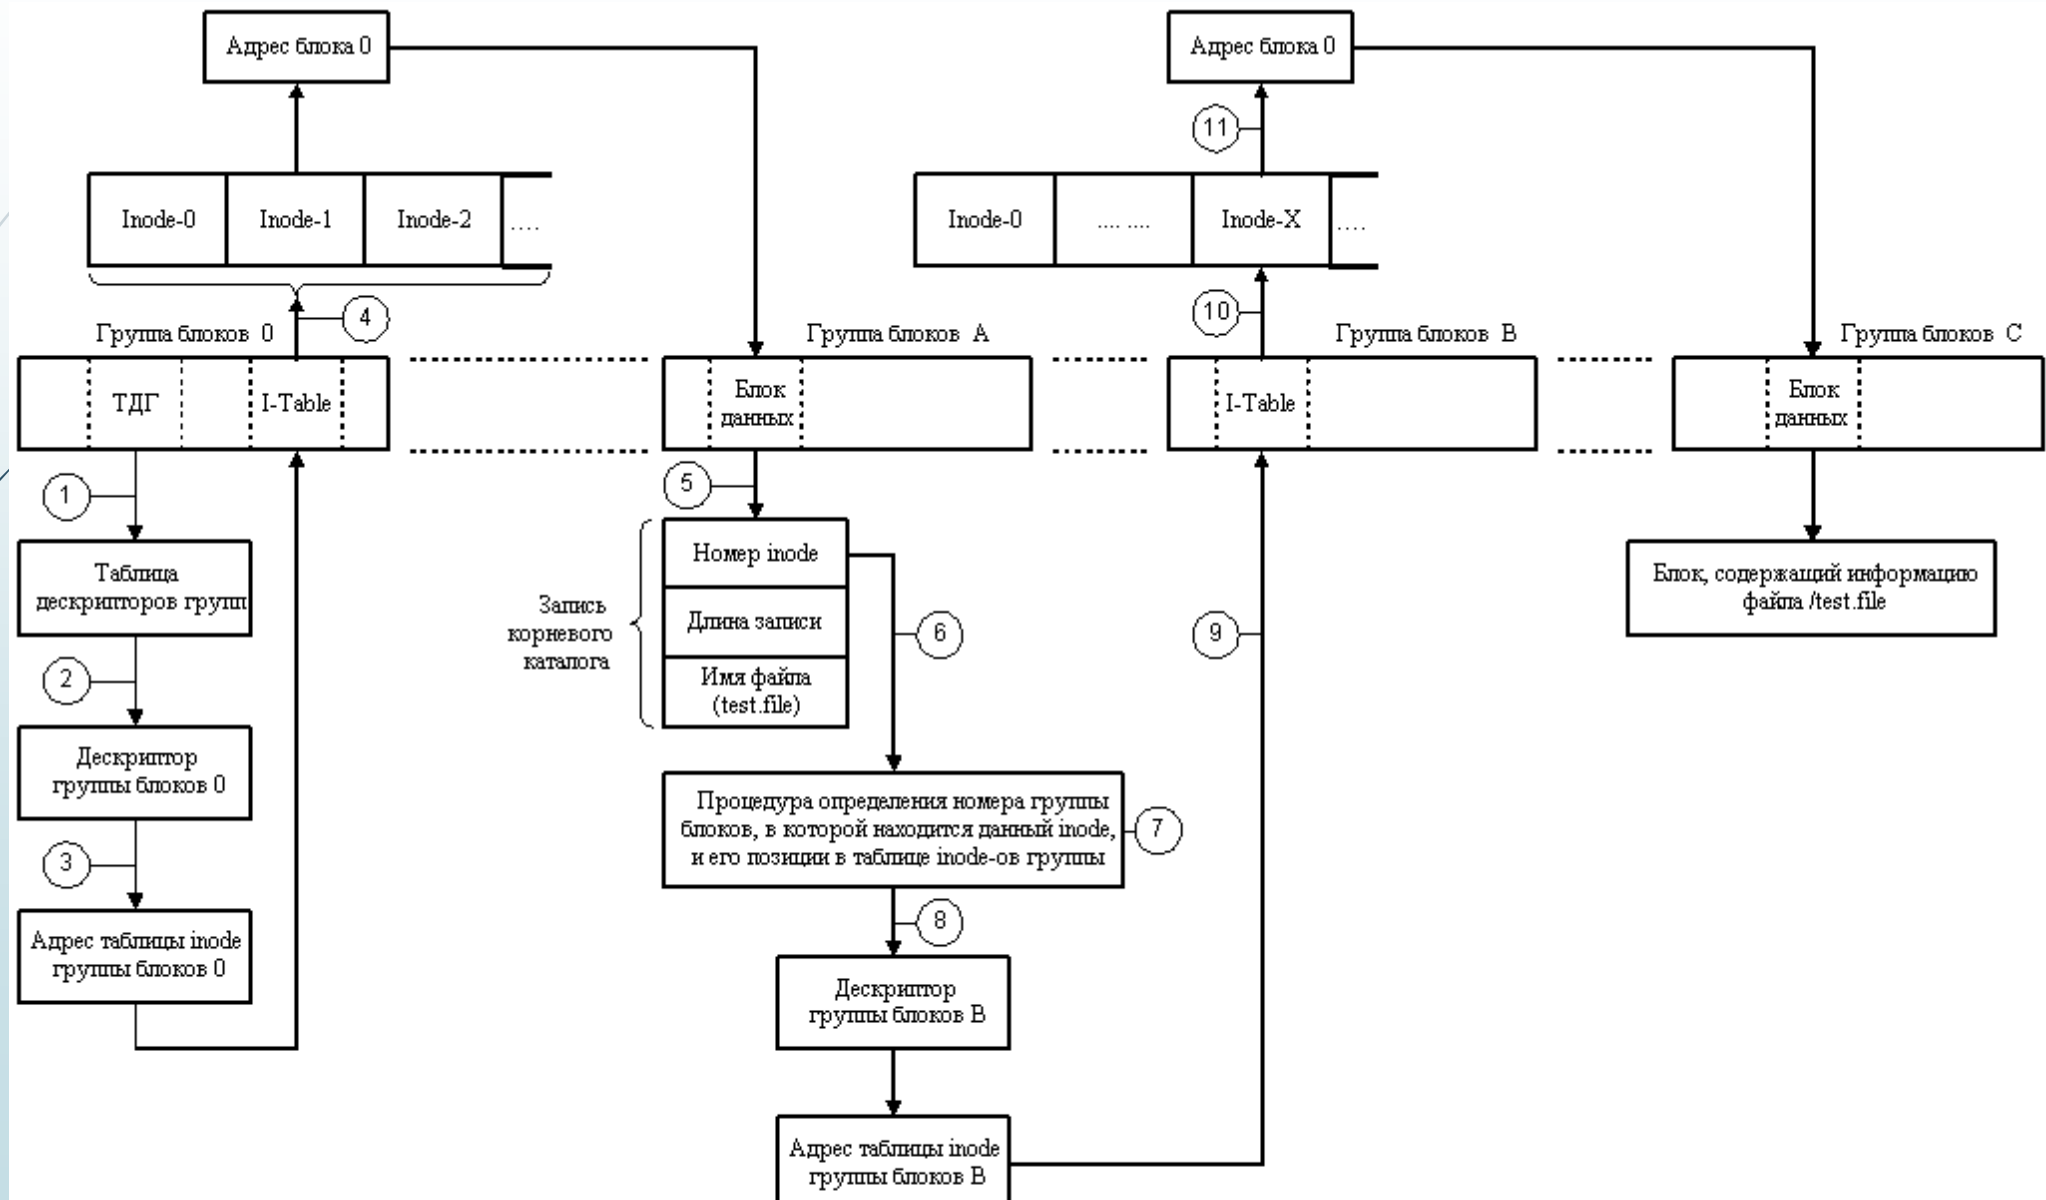 Адрес блока 0
Адрес блока 0
11
Inode-0
Inode-1
Inode-2
....
Inode-0
.... ....
Inode-X
....
4
10
Группа блоков 0
Группа блоков A
Группа блоков B
Группа блоков C
ТДГ
I-Table
Блок
данных
I-Table
Блок
данных
1
5
Таблица
дескрипторов групп
Номер inode
Длина записи
Имя файла
(test.file)
Запись
корневого
каталога
6
9
Блок, содержащий информацию
файла /test.file
2
Дескриптор
группы блоков 0
Процедура определения номера группы
блоков, в которой находится данный inode,
и его позиции в таблице inode-ов группы
7
3
8
Адрес таблицы inode
группы блоков 0
Дескриптор
группы блоков B
Адрес таблицы inode
группы блоков B